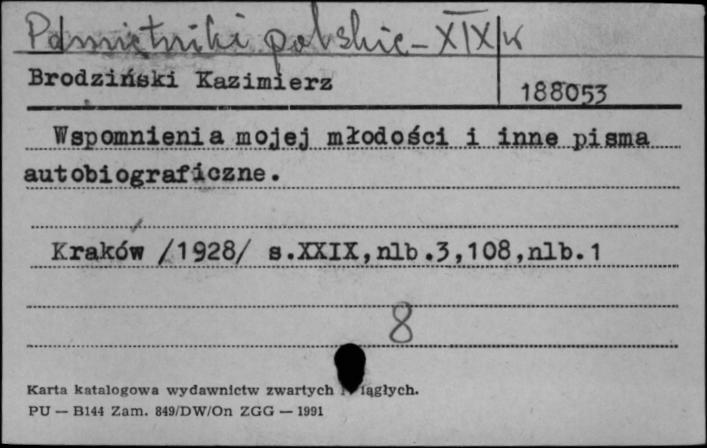 Pamiętniki polskie - XIX w
Brodziński Kazimierz
188053
Wspomnienia mojej młodości i inne pisma
autobiograficzne.
Kraków /1928/ s.XXIX,nlb.3,108,nlb.1
8
Karta katalogowa wydawnictw zwartych iągłych.
PU — B144 Zam. 849/DW/On ZGG — 1991